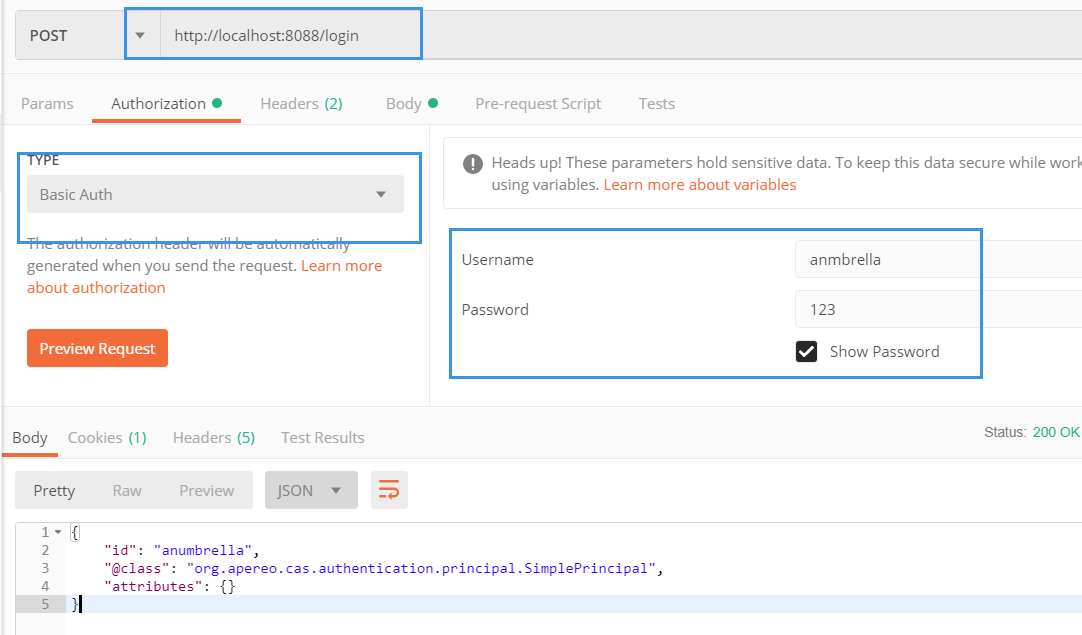 POST http://localhost:8088/login
Params Authorization Headers (2) Body Pre-request Script Tests
TYPE
Basic Auth
The authorization header will be automatically
generated when you send the request. Learn more
about authorization
Preview Request
Heads up! These parameters hold sensitive data. To keep this data secure while work
using variables. Learn more about variables
Username anmbrella
Password 123
Show Password
Body Cookies (1) Headers (5) Test Results Status: 200 OK
Pretty Raw Preview JSON
1 {
2 "id": "anumbrella",
3 "@class": "org.apereo.cas.authentication.principal.SimplePrincipal",
4 "attributes": {}
5 }